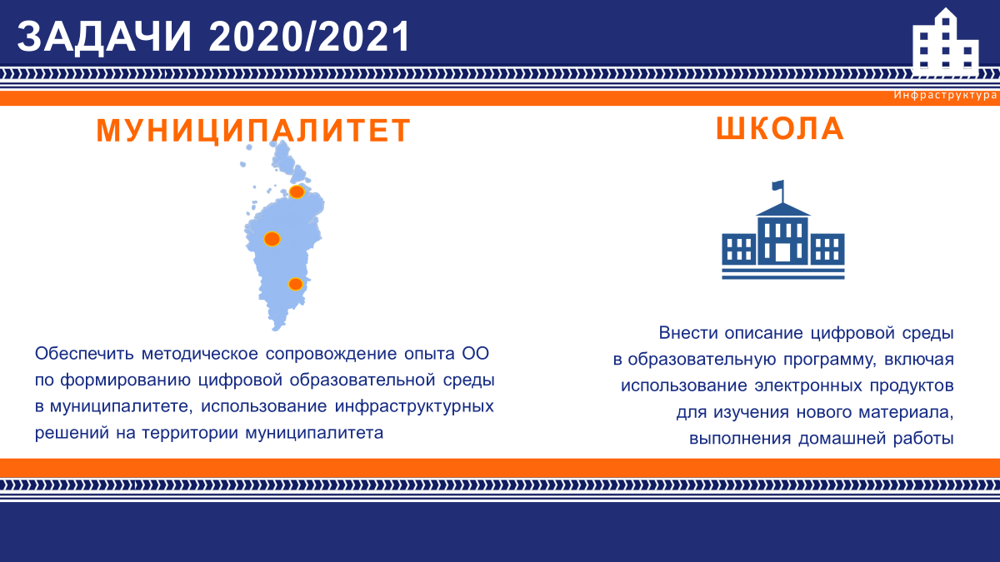 ЗАДАЧИ 2020/2021
Инфраструктура
МУНИЦИПАЛИТЕТ
Обеспечить методическое сопровождение опыта ОО
по формированию цифровой образовательной среды
в муниципалитете, использование инфраструктурных
решений на территории муниципалитета
ШКОЛА
Внести описание цифровой среды
в образовательную программу, включая
использование электронных продуктов
для изучения нового материала,
выполнения домашней работы